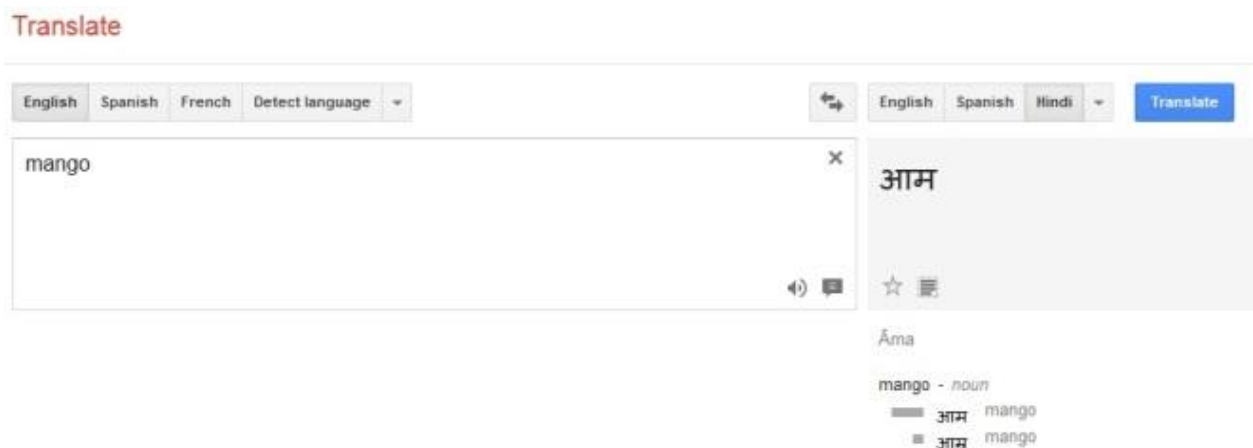 Translate
English Spanish French Detect language English Spanish Hindi Translate
mango
आम
Āma
mango - noun
आम mango
आम mango